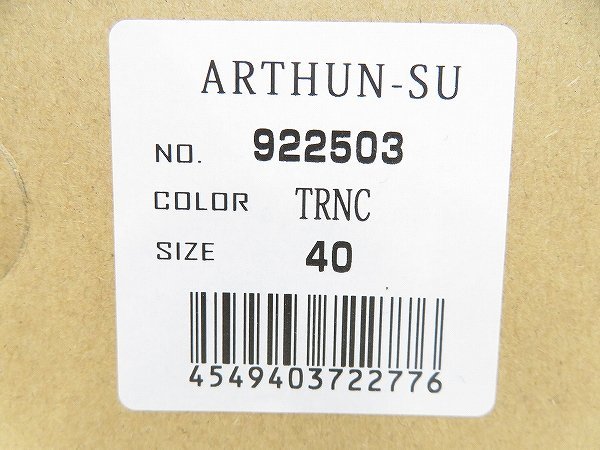 ARTHUN-SU
NO. 922503
COLOR TRNC
SIZE 40
4549403722776